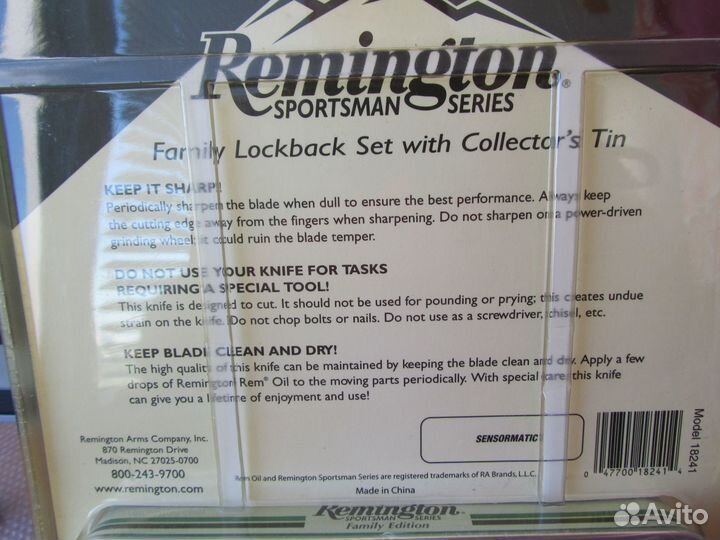 Remington®
SPORTSMAN SERIES
Family Lockback Set with Collector's Tin
KEEP IT SHARP!
Periodically sharpen the blade when dull to ensure the best performance. Always keep
the cutting edge away from the fingers when sharpening. Do not sharpen on a power-driven
grinding wheel; it could ruin the blade temper.
DO NOT USE YOUR KNIFE FOR TASKS
REQUIRING A SPECIAL TOOL!
This knife is designed to cut. It should not be used for pounding or prying; this creates undue
strain on the knife. Do not chop bolts or nails. Do not use as a screwdriver, chisel, etc.
KEEP BLADE CLEAN AND DRY!
The high quality of this knife can be maintained by keeping the blade clean and dry. Apply a few
drops of Remington Rem® Oil to the moving parts periodically. With special care, this knife
can give you a lifetime of enjoyment and use!
Remington Arms Company, Inc.
870 Remington Drive
Madison, NC 27025-0700
800-243-9700
www.remington.com
SENSORMATIC
Rem Oil and Remington Sportsman Series are registered trademarks of RA Brands, L.L.C.
Made in China
0 47700 18241 4
Model 18241
Remington
SPORTSMAN SERIES
Family Edition
Avito